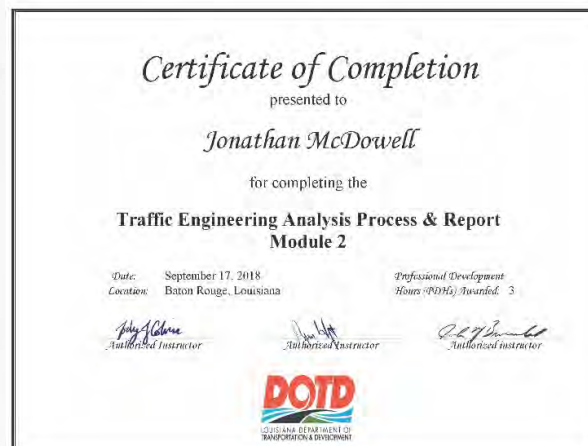 Certificate of Completion
presented to
Jonathan McDowell
for completing the
Traffic Engineering Analysis Process & Report
Module 2
Date: September 17, 2018
Location: Baton Rouge, Louisiana
Professional Development
Hours (PDHs) Awarded: 3
Authorized Instructor
Authorized Instructor
Authorized instructor
DOTD
LOUISIANA DEPARTMENT OF
TRANSPORTATION & DEVELOPMENT